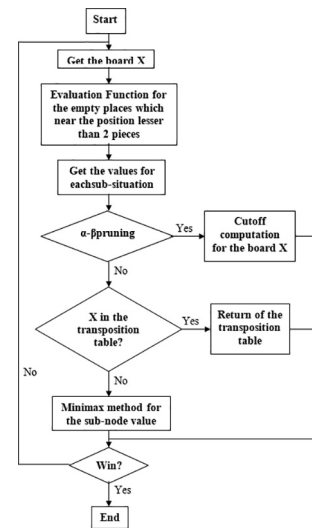 Start
Get the board X
Evaluation Function for
the empty places which
near the position lesser
than 2 pieces
Get the values for
eachsub-situation
α-βpruning
Yes
Cutoff
computation
for the board X
No
X in the
transposition
table?
Yes
Return of the
transposition
table
No
No
Minimax method for
the sub-node value
Win?
Yes
End